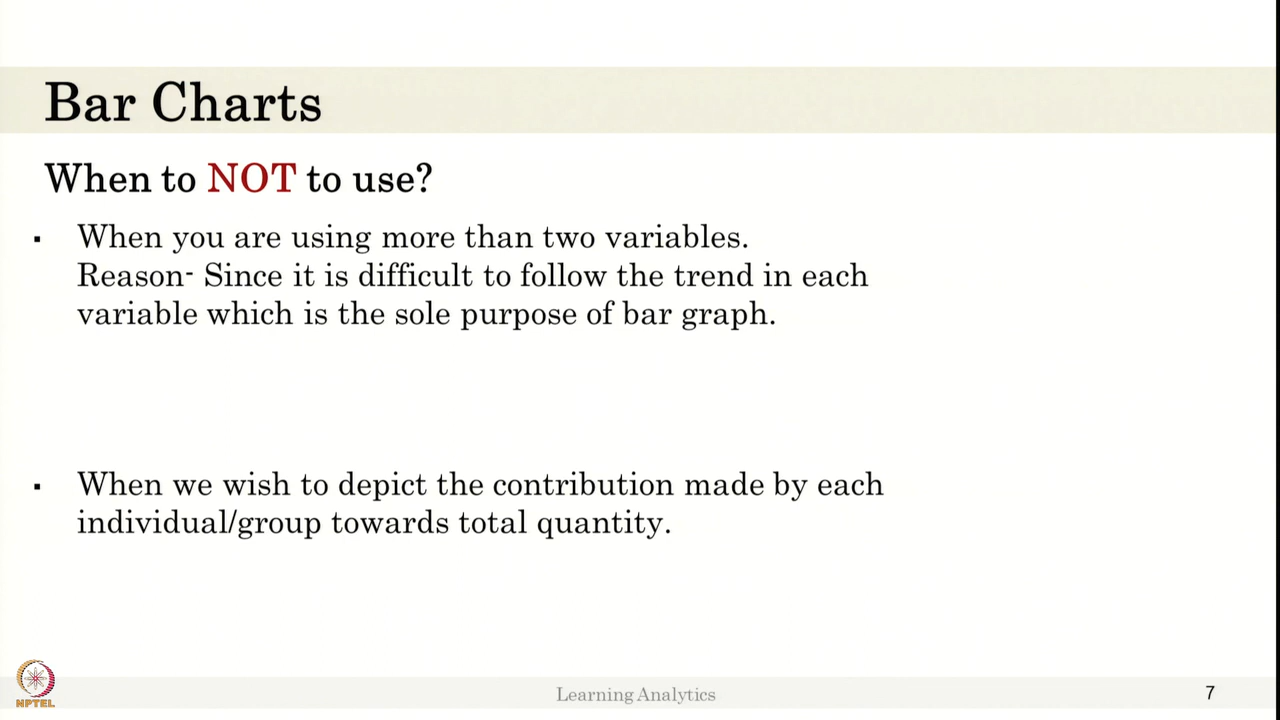 Bar Charts
When to NOT to use?
▪ When you are using more than two variables.
Reason- Since it is difficult to follow the trend in each
variable which is the sole purpose of bar graph.
▪ When we wish to depict the contribution made by each
individual/group towards total quantity.
NPTEL
Learning Analytics
7